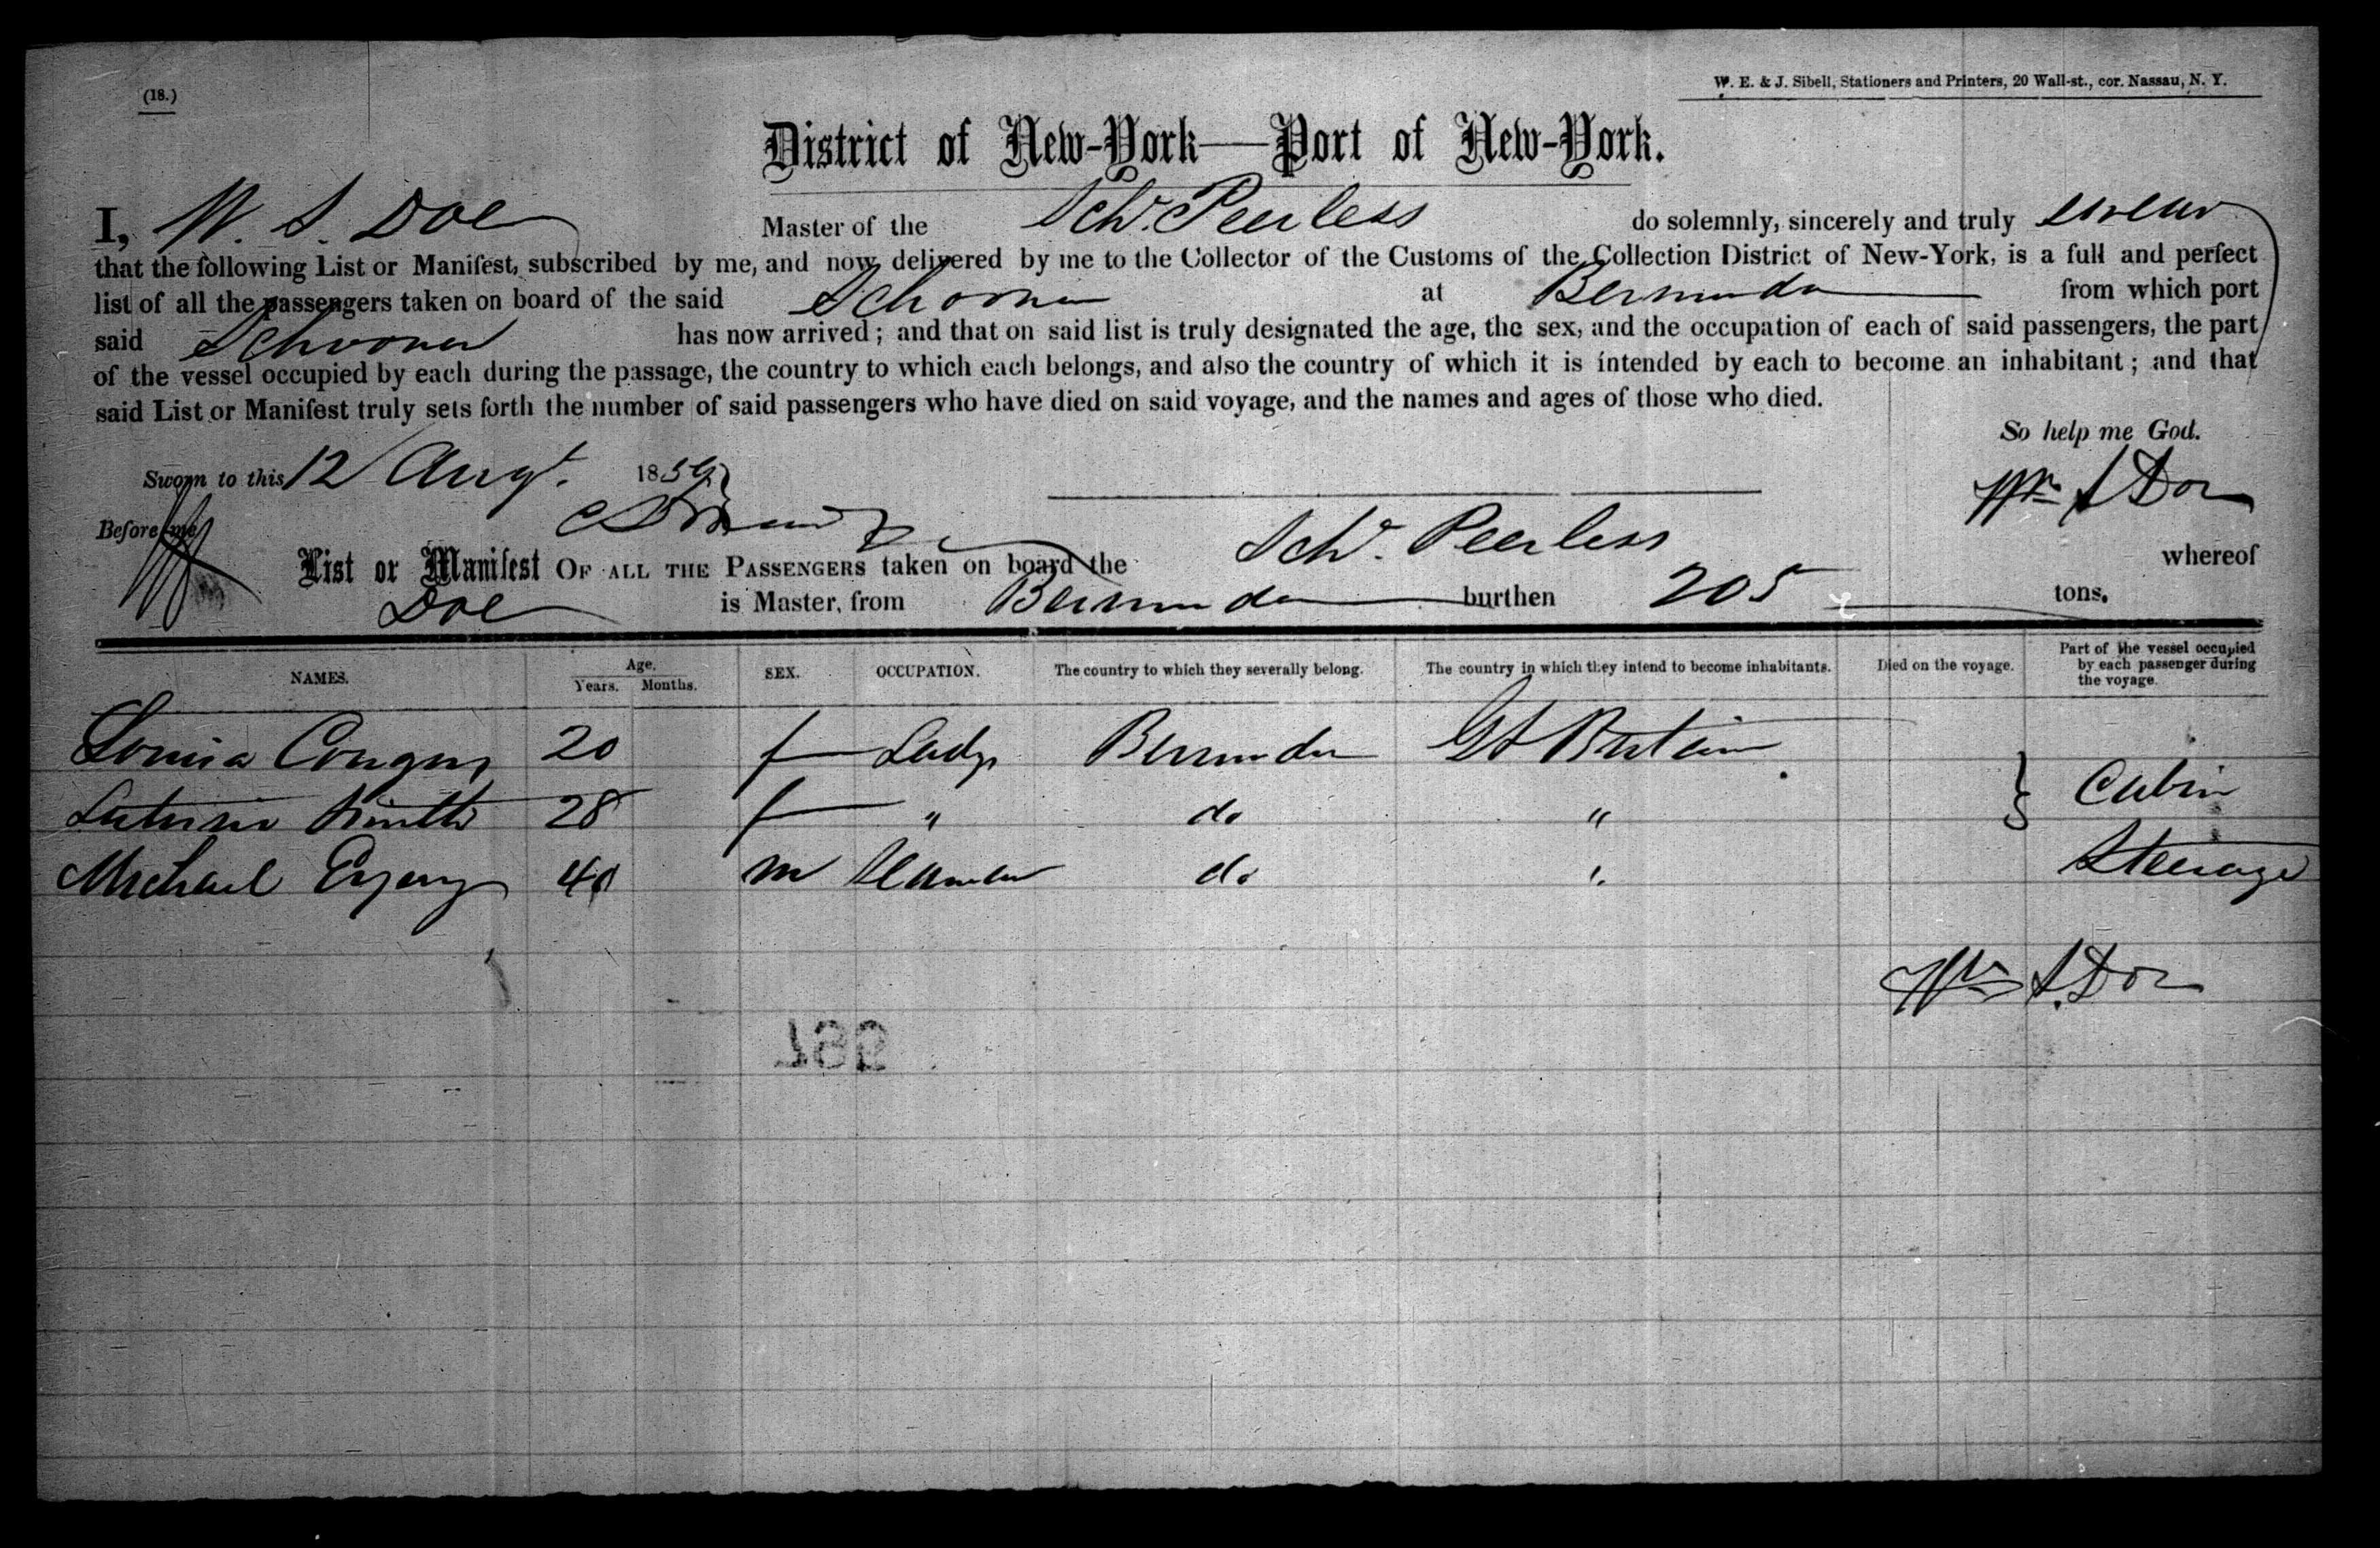 (18.)
W. E. & J. Sibell, Stationers and Printers, 20 Wall-st., cor. Nassau, N. Y.
District of New-York—Port of New-York.
I, W. S. Doe Master of the Schr. Peerless do solemnly, sincerely and truly swear
that the following List or Manifest, subscribed by me, and now delivered by me to the Collector of the Customs of the Collection District of New-York, is a full and perfect
list of all the passengers taken on board of the said Schooner at Bermuda from which port
said Schooner has now arrived; and that on said list is truly designated the age, the sex, and the occupation of each of said passengers, the part
of the vessel occupied by each during the passage, the country to which each belongs, and also the country of which it is intended by each to become an inhabitant; and that
said List or Manifest truly sets forth the number of said passengers who have died on said voyage, and the names and ages of those who died.
So help me God.
Sworn to this 12 Augt. 1859
Wm S Doe
Before me
List or Manifest OF ALL THE PASSENGERS taken on board the Schr. Peerless whereof
Doe is Master, from Bermuda burthen 205 tons.
NAMES. Age. Years. Months. SEX. OCCUPATION. The country to which they severally belong. The country in which they intend to become inhabitants. Died on the voyage. Part of the vessel occupied by each passenger during the voyage.
Louisa 20 f Lady Bermuda Gt Britain
28 f " do " Cabin
Michael 40 m Seaman do " Steerage
Wm S. Doe